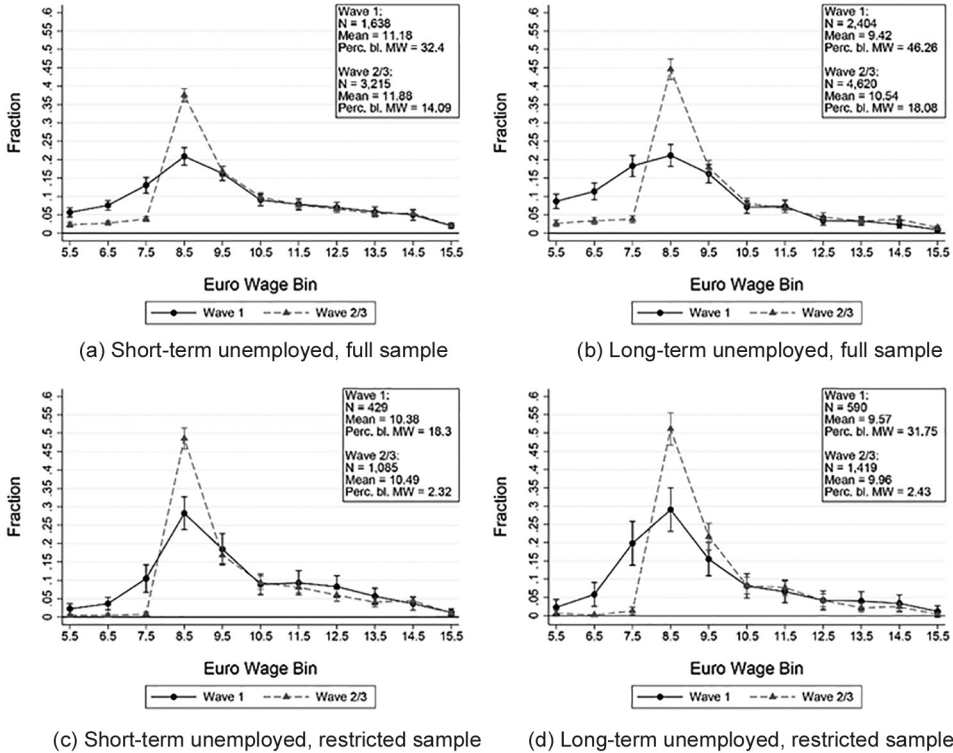 .6
.55
.5
.45
.4
.35
.3
.25
.2
.15
.1
.05
0
Fraction
Wave 1:
N = 1,638
Mean = 11.18
Perc. bl. MW = 32.4
Wave 2/3:
N = 3,215
Mean = 11.88
Perc. bl. MW = 14.09
5.5 6.5 7.5 8.5 9.5 10.5 11.5 12.5 13.5 14.5 15.5
Euro Wage Bin
Wave 1 Wave 2/3
(a) Short-term unemployed, full sample
.6
.55
.5
.45
.4
.35
.3
.25
.2
.15
.1
.05
0
Fraction
Wave 1:
N = 2,404
Mean = 9.42
Perc. bl. MW = 46.26
Wave 2/3:
N = 4,620
Mean = 10.54
Perc. bl. MW = 18.08
5.5 6.5 7.5 8.5 9.5 10.5 11.5 12.5 13.5 14.5 15.5
Euro Wage Bin
Wave 1 Wave 2/3
(b) Long-term unemployed, full sample
.6
.55
.5
.45
.4
.35
.3
.25
.2
.15
.1
.05
0
Fraction
Wave 1:
N = 429
Mean = 10.38
Perc. bl. MW = 18.3
Wave 2/3:
N = 1,085
Mean = 10.49
Perc. bl. MW = 2.32
5.5 6.5 7.5 8.5 9.5 10.5 11.5 12.5 13.5 14.5 15.5
Euro Wage Bin
Wave 1 Wave 2/3
(c) Short-term unemployed, restricted sample
.6
.55
.5
.45
.4
.35
.3
.25
.2
.15
.1
.05
0
Fraction
Wave 1:
N = 590
Mean = 9.57
Perc. bl. MW = 31.75
Wave 2/3:
N = 1,419
Mean = 9.96
Perc. bl. MW = 2.43
5.5 6.5 7.5 8.5 9.5 10.5 11.5 12.5 13.5 14.5 15.5
Euro Wage Bin
Wave 1 Wave 2/3
(d) Long-term unemployed, restricted sample